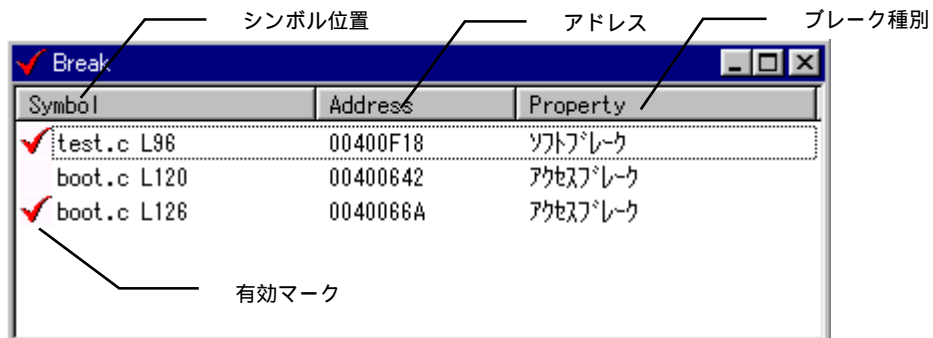 シンボル位置 アドレス ブレーク種別
Break
Symbol Address Property
test.c L96 00400F18 ｿﾌﾄﾌﾞﾚｰｸ
boot.c L120 00400642 ｱｸｾｽﾌﾞﾚｰｸ
boot.c L126 0040066A ｱｸｾｽﾌﾞﾚｰｸ
有効マーク